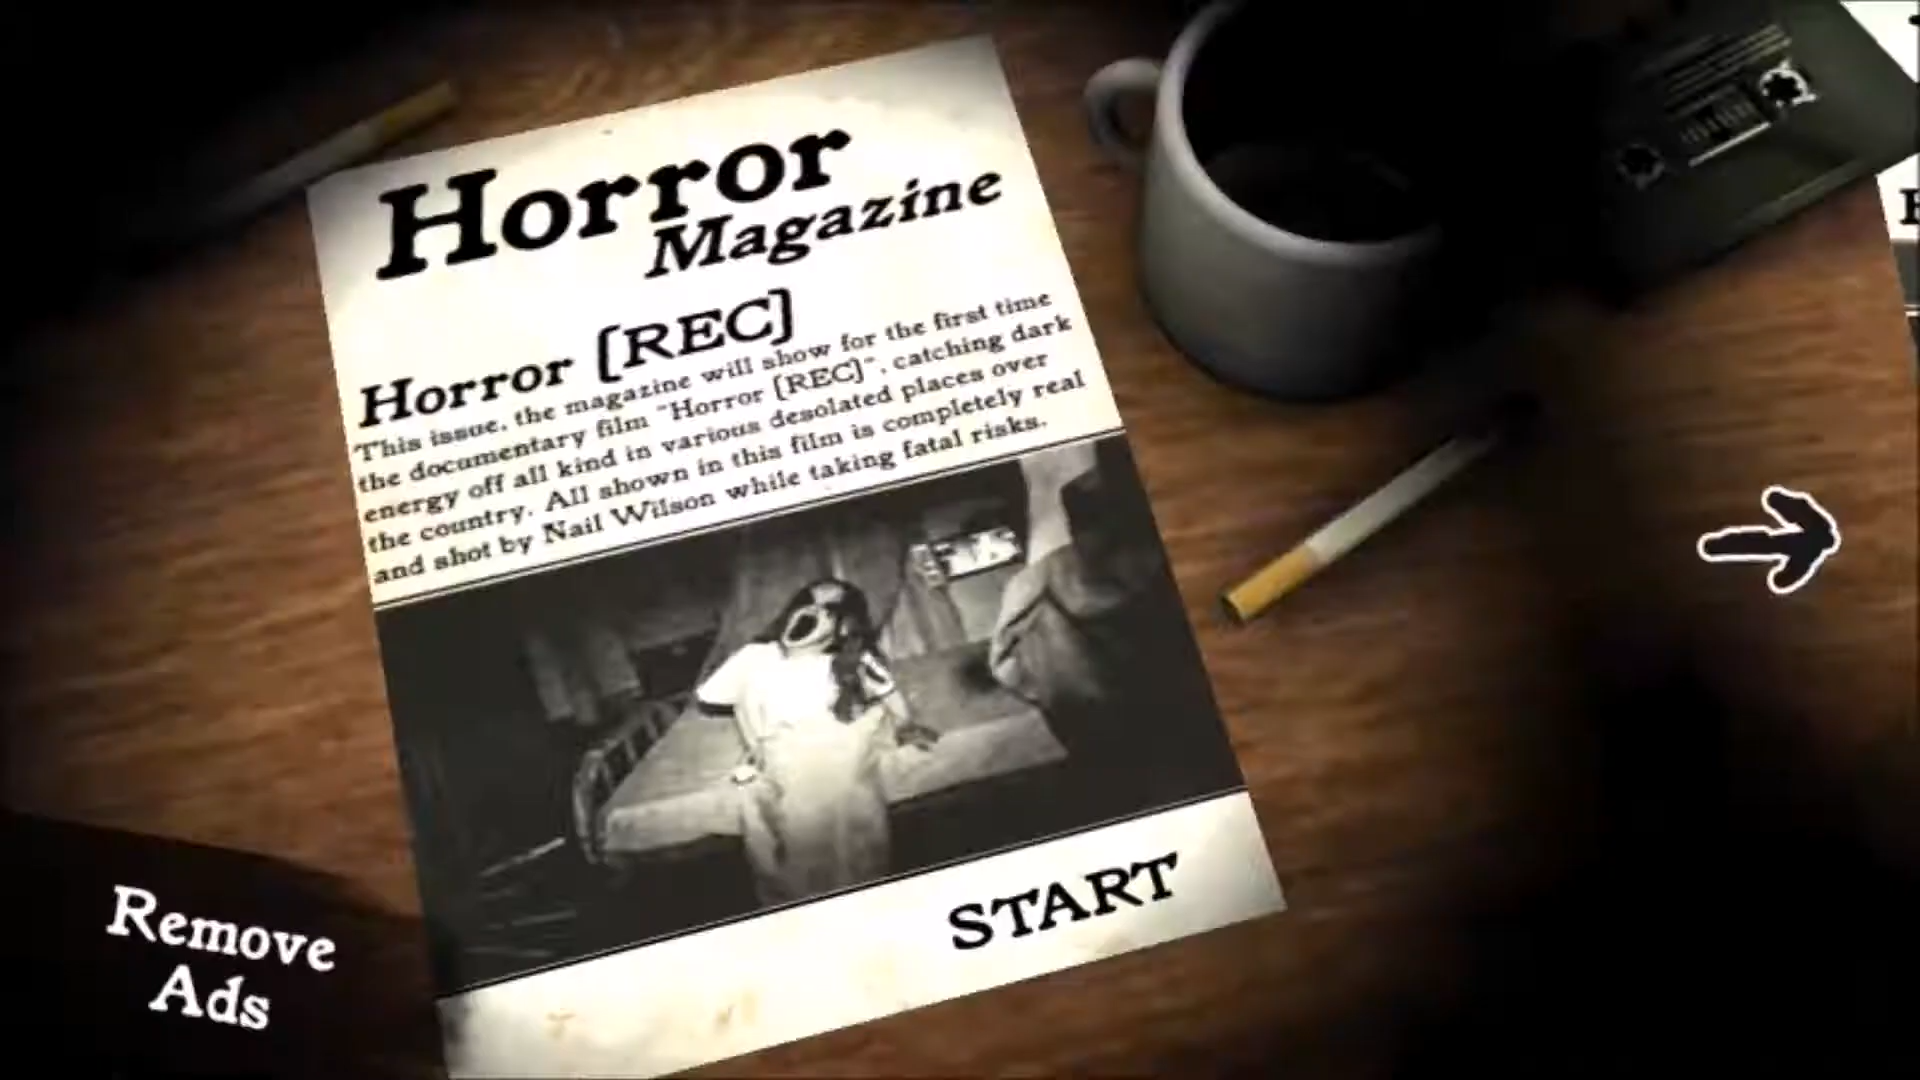 Horror
Magazine
Horror [REC]
This issue, the magazine will show for the first time
the documentary film "Horror [REC]", catching dark
energy off all kind in various desolated places over
the country. All shown in this film is completely real
and shot by Nail Wilson while taking fatal risks.
START
Remove
Ads